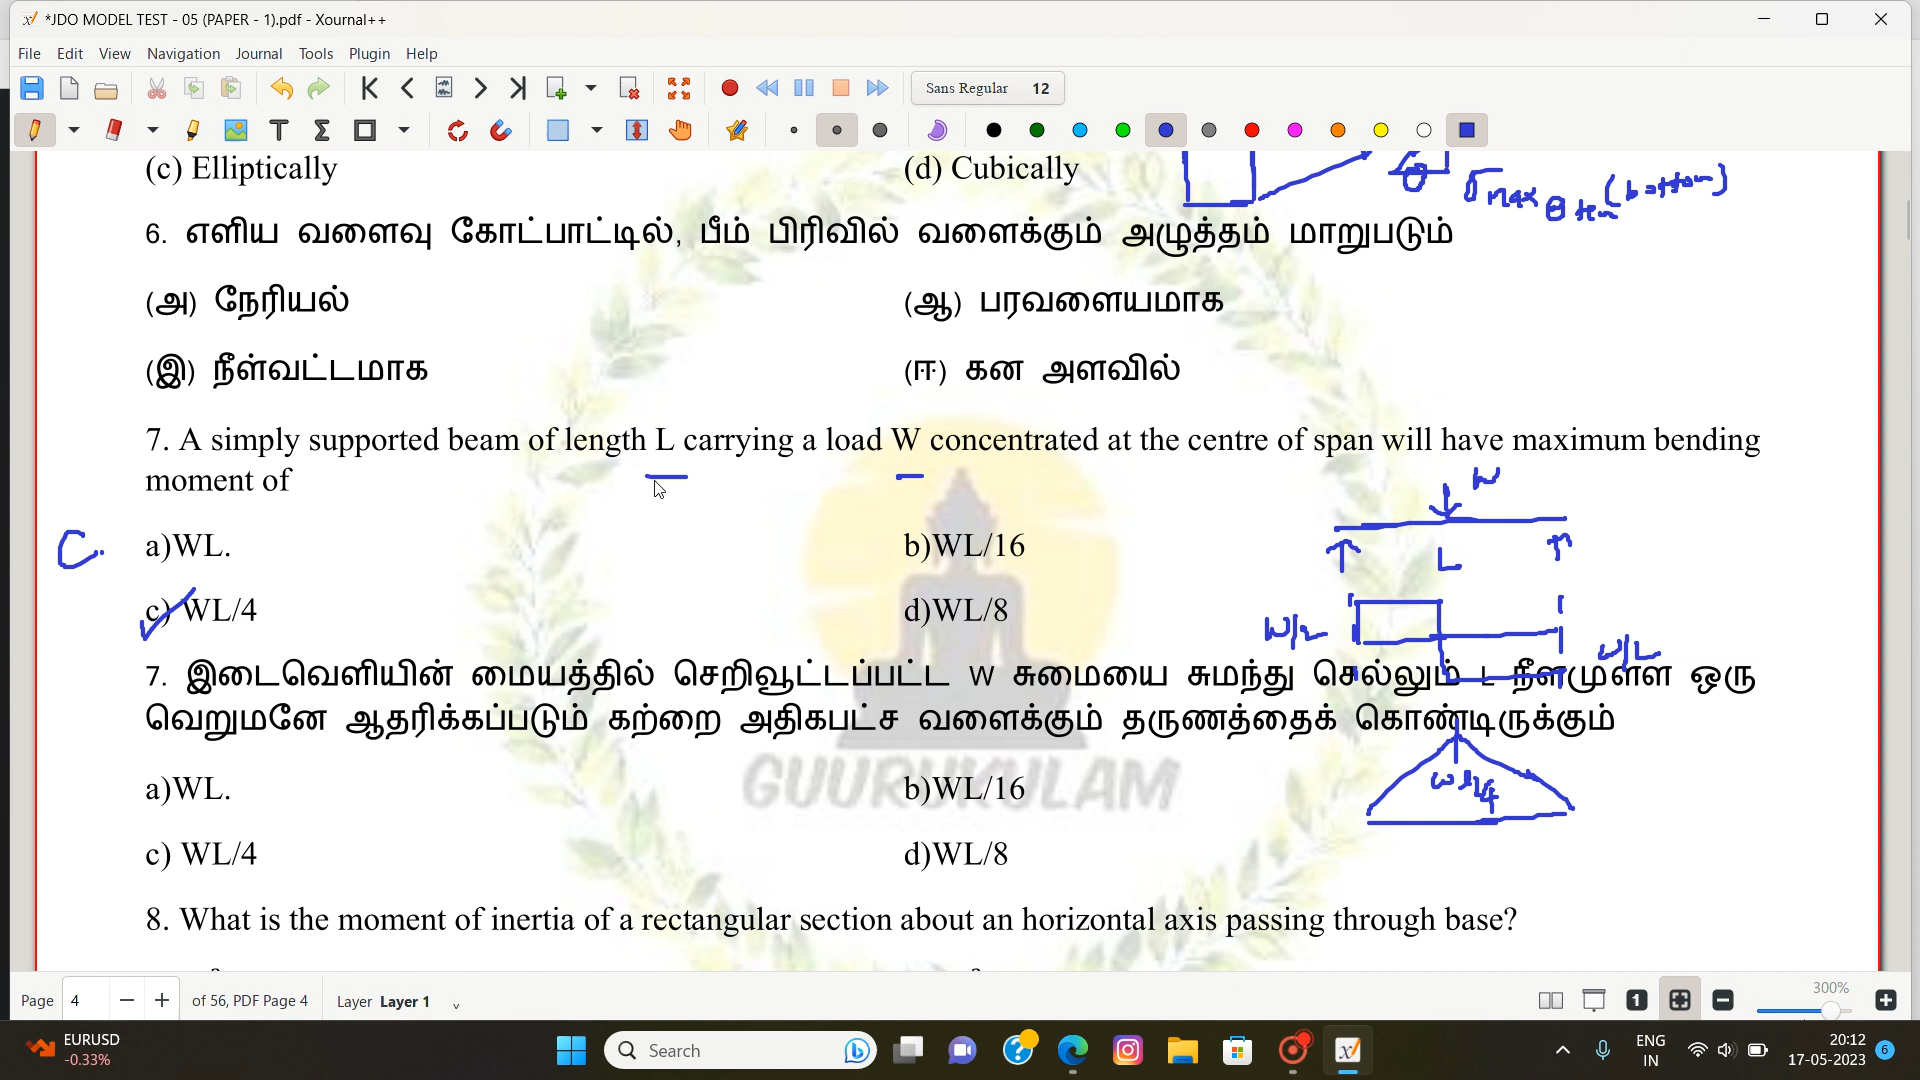 *JDO MODEL TEST - 05 (PAPER - 1).pdf - Xournal++
File Edit View Navigation Journal Tools Plugin Help
Sans Regular 12
(c) Elliptically (d) Cubically
σmax θ ten (bottom)
6. எளிய வளைவு கோட்பாட்டில், பீம் பிரிவில் வளைக்கும் அழுத்தம் மாறுபடும்
(அ) நேரியல் (ஆ) பரவளையமாக
(இ) நீள்வட்டமாக (ஈ) கன அளவில்
7. A simply supported beam of length L carrying a load W concentrated at the centre of span will have maximum bending
moment of
W
C. a)WL. b)WL/16 L
c) WL/4 d)WL/8
7. இடைவெளியின் மையத்தில் செறிவூட்டப்பட்ட W சுமையை சுமந்து செல்லும் L நீளமுள்ள ஒரு
வெறுமனே ஆதரிக்கப்படும் கற்றை அதிகபட்ச வளைக்கும் தருணத்தைக் கொண்டிருக்கும்
a)WL. b)WL/16 wl/4
GUURUKULAM
c) WL/4 d)WL/8
8. What is the moment of inertia of a rectangular section about an horizontal axis passing through base?
Page 4 of 56, PDF Page 4 Layer Layer 1 300%
EURUSD
-0.33%
Search
ENG
IN
20:12
17-05-2023
6